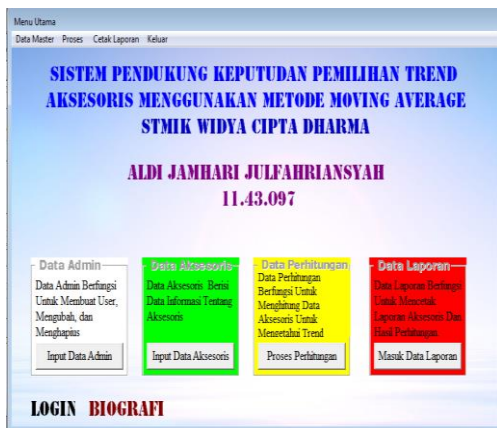 Menu Utama
Data Master Proses Cetak Laporan Keluar
SISTEM PENDUKUNG KEPUTUDAN PEMILIHAN TREND
AKSESORIS MENGGUNAKAN METODE MOVING AVERAGE
STMIK WIDYA CIPTA DHARMA
ALDI JAMHARI JULFAHRIANSYAH
11.43.097
Data Admin
Data Admin Berfungsi
Untuk Membuat User,
Mengubah, dan
Menghapius
Input Data Admin
Data Aksesoris
Data Aksesoris Berisi
Data Informasi Tentang
Aksesoris
Input Data Aksesoris
Data Perhitungan
Data Perhitungan
Berfungsi Untuk
Menghitung Data
Aksesoris Untuk
Mengetahui Trend
Proses Perhitungan
Data Laporan
Data Laporan Berfungsi
Untuk Mencetak
Laporan Aksesoris Dan
Hasil Perhitungan
Masuk Data Laporan
LOGIN BIOGRAFI